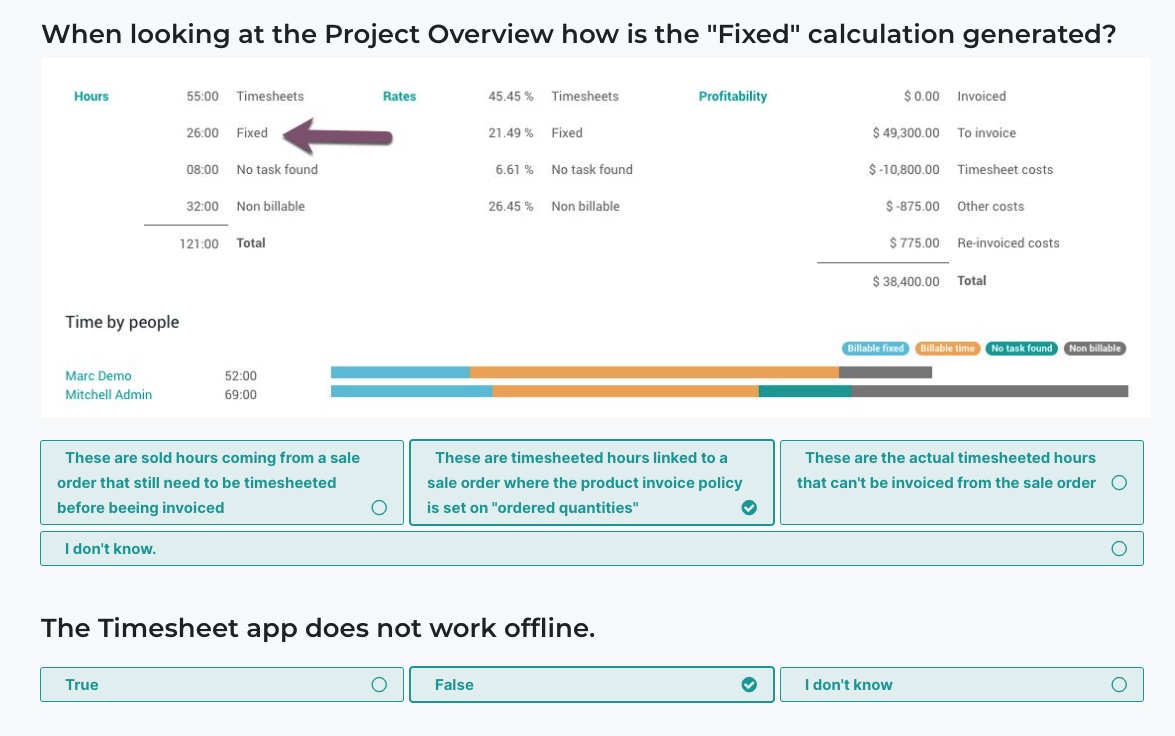 When looking at the Project Overview how is the "Fixed" calculation generated?
Hours 55:00 Timesheets Rates 45.45 % Timesheets Profitability $ 0.00 Invoiced
26:00 Fixed 21.49 % Fixed $ 49,300.00 To invoice
08:00 No task found 6.61 % No task found $ -10,800.00 Timesheet costs
32:00 Non billable 26.45 % Non billable $ -875.00 Other costs
121:00 Total $ 775.00 Re-invoiced costs
$ 38,400.00 Total
Time by people
Billable fixed Billable time No task found Non billable
Marc Demo 52:00
Mitchell Admin 69:00
These are sold hours coming from a sale
order that still need to be timesheeted
before beeing invoiced
These are timesheeted hours linked to a
sale order where the product invoice policy
is set on "ordered quantities"
These are the actual timesheeted hours
that can't be invoiced from the sale order
I don't know.
The Timesheet app does not work offline.
True
False
I don't know